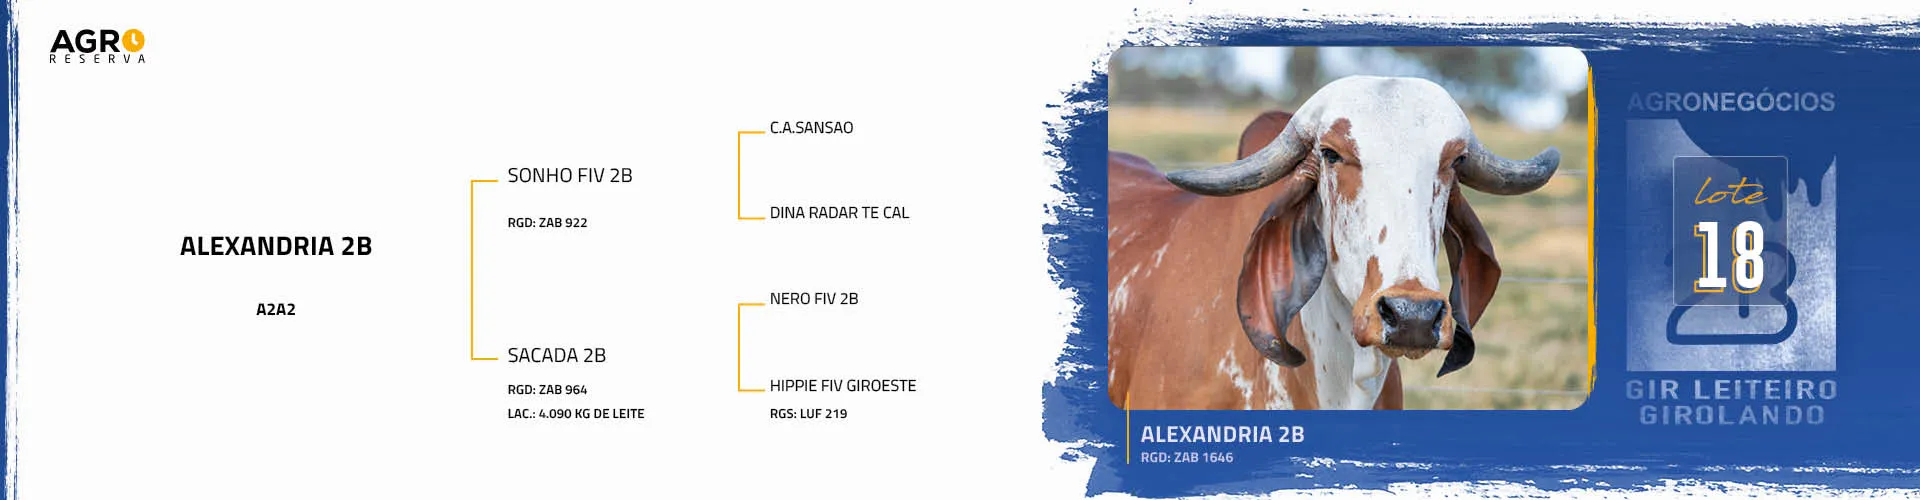 AGRO
RESERVA
ALEXANDRIA 2B
A2A2
SONHO FIV 2B
RGD: ZAB 922
SACADA 2B
RGD: ZAB 964
LAC.: 4.090 KG DE LEITE
C.A.SANSAO
DINA RADAR TE CAL
NERO FIV 2B
HIPPIE FIV GIROESTE
RGS: LUF 219
ALEXANDRIA 2B
RGD: ZAB 1646
AGRONEGÓCIOS
lote
18
2B
GIR LEITEIRO
GIROLANDO